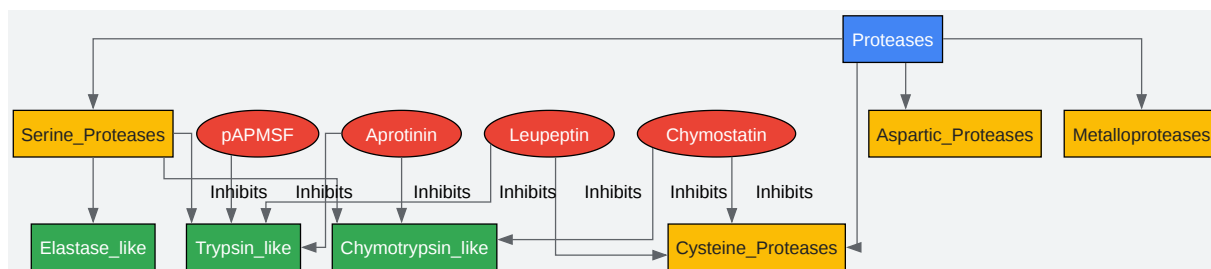 Proteases
Serine_Proteases
pAPMSF
Aprotinin
Leupeptin
Chymostatin
Aspartic_Proteases
Metalloproteases
Inhibits
Inhibits
Inhibits
Inhibits
Inhibits
Inhibits
Inhibits
Elastase_like
Trypsin_like
Chymotrypsin_like
Cysteine_Proteases